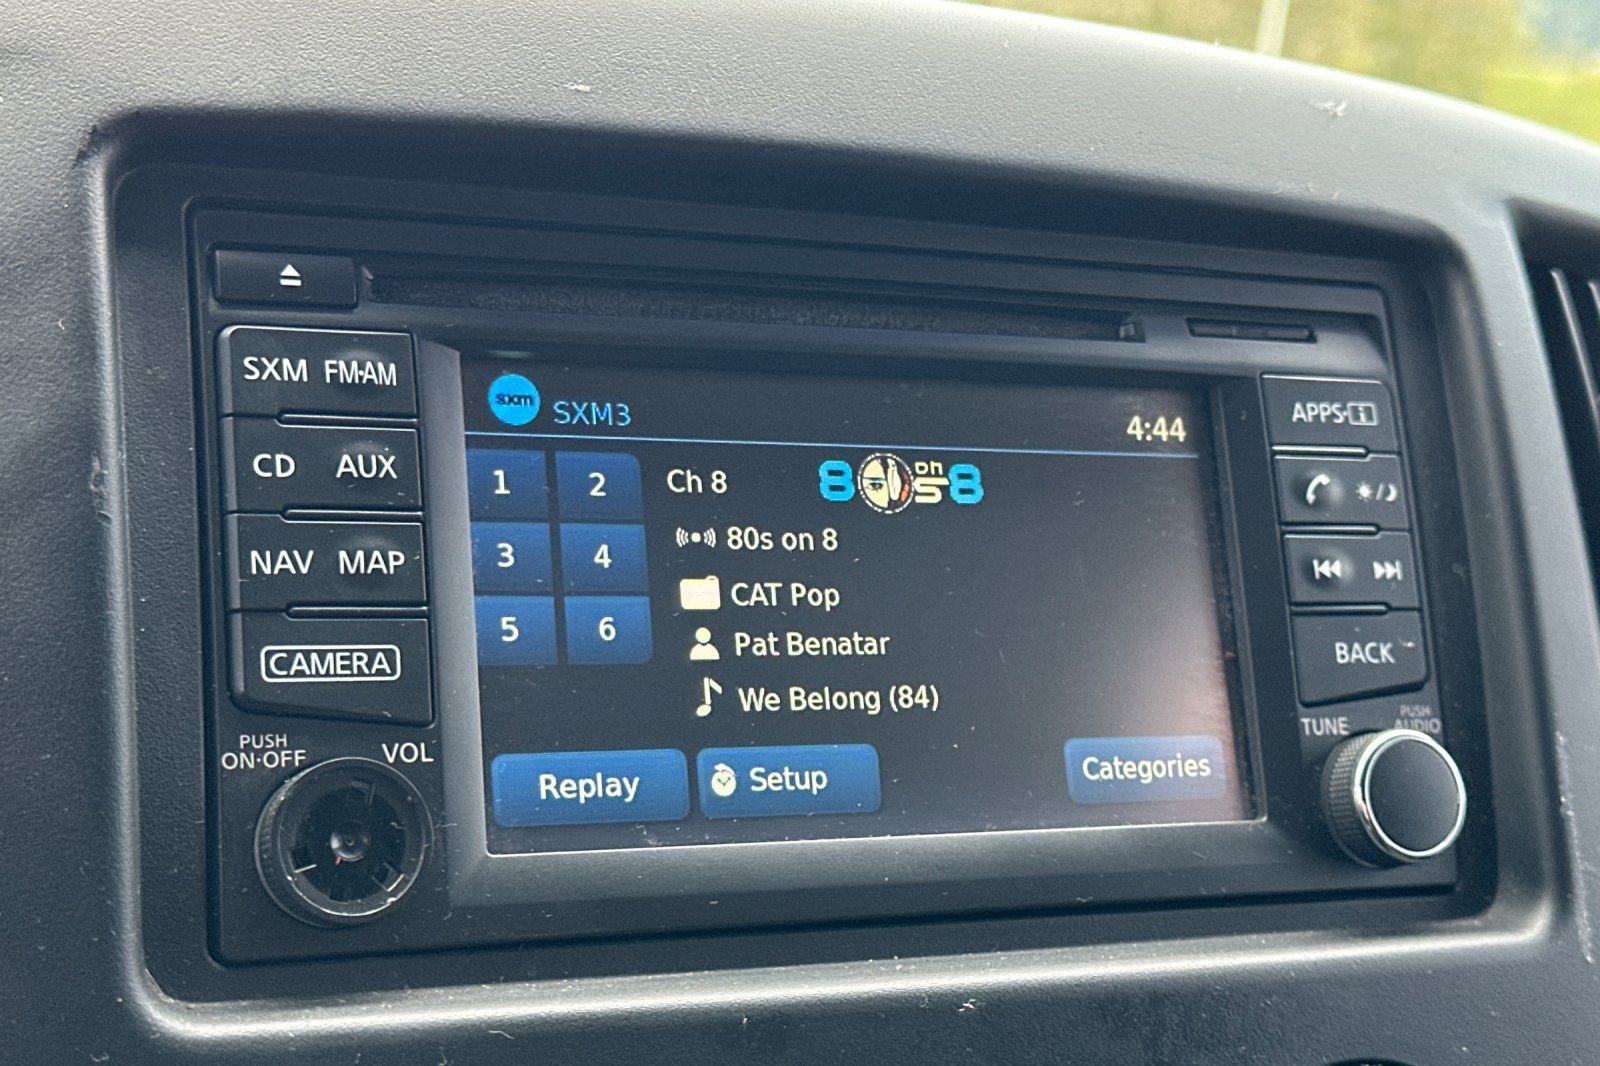 SXM FM·AM
CD AUX
NAV MAP
CAMERA
PUSH
ON·OFF
VOL
sxm
SXM3
4:44
1 2
3 4
5 6
Ch 8
8 on 8
S
80s on 8
CAT Pop
Pat Benatar
We Belong (84)
Replay
Setup
Categories
APPS·i
BACK
TUNE
PUSH
AUDIO